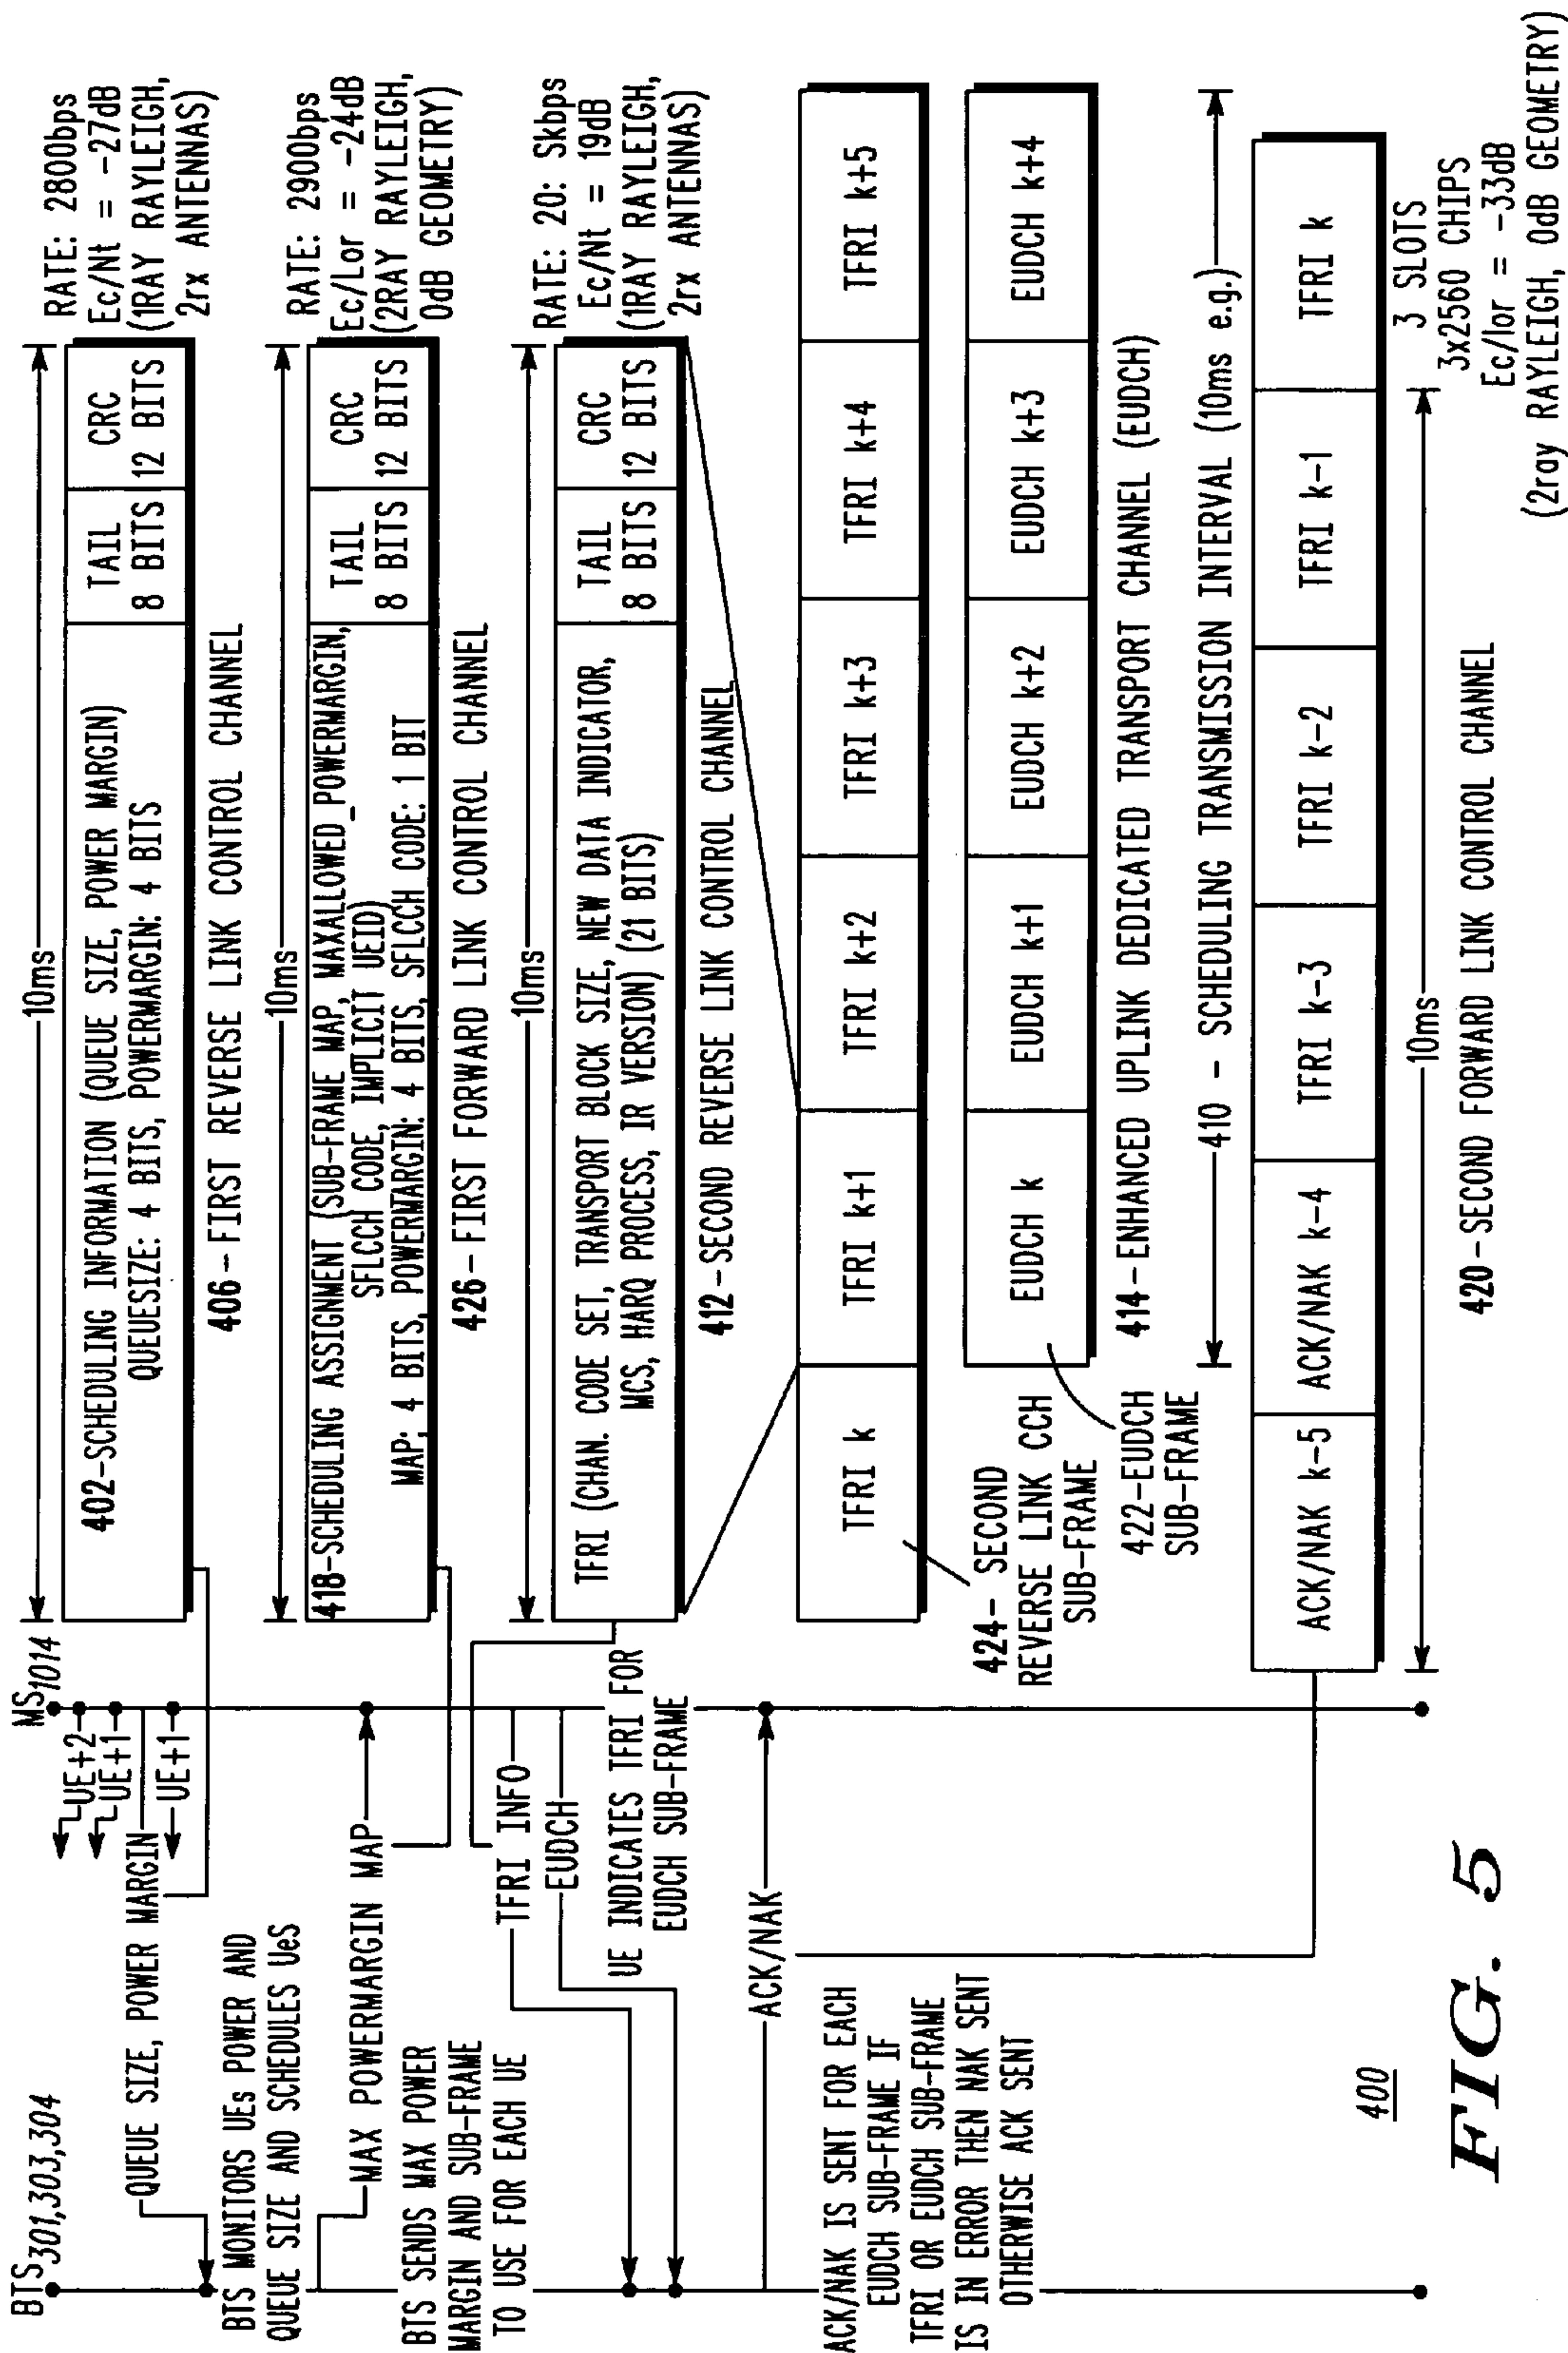 BTS 301,303,304
MS 1014
UE+2
UE+1
UE+1
QUEUE SIZE, POWER MARGIN
BTS MONITORS UEs POWER AND
QUEUE SIZE AND SCHEDULES UeS
MAX POWERMARGIN MAP
BTS SENDS MAX POWER
MARGIN AND SUB-FRAME
TO USE FOR EACH UE
TFRI INFO
EUDCH
UE INDICATES TFRI FOR
EUDCH SUB-FRAME
ACK/NAK
ACK/NAK IS SENT FOR EACH
EUDCH SUB-FRAME IF
TFRI OR EUDCH SUB-FRAME
IS IN ERROR THEN NAK SENT
OTHERWISE ACK SENT
10ms
402-SCHEDULING INFORMATION (QUEUE SIZE, POWER MARGIN)
QUEUESIZE: 4 BITS, POWERMARGIN: 4 BITS
TAIL
8 BITS
CRC
12 BITS
RATE: 2800bps
Ec/Nt = -27dB
(1RAY RAYLEIGH,
2rx ANTENNAS)
406-FIRST REVERSE LINK CONTROL CHANNEL
10ms
418-SCHEDULING ASSIGNMENT (SUB-FRAME MAP, MAXALLOWED_POWERMARGIN,
SFLCCH CODE, IMPLICIT UEID)
MAP: 4 BITS, POWERMARGIN: 4 BITS, SFLCCH CODE: 1 BIT
TAIL
8 BITS
CRC
12 BITS
RATE: 2900bps
Ec/Lor = -24dB
(2RAY RAYLEIGH,
0dB GEOMETRY)
426-FIRST FORWARD LINK CONTROL CHANNEL
10ms
TFRI (CHAN. CODE SET, TRANSPORT BLOCK SIZE, NEW DATA INDICATOR,
MCS, HARQ PROCESS, IR VERSION) (21 BITS)
TAIL
8 BITS
CRC
12 BITS
RATE: 20: 5kbps
Ec/Nt = 19dB
(1RAY RAYLEIGH,
2rx ANTENNAS)
412-SECOND REVERSE LINK CONTROL CHANNEL
TFRI k
TFRI k+1
TFRI k+2
TFRI k+3
TFRI k+4
TFRI k+5
424- SECOND
REVERSE LINK CCH
SUB-FRAME
EUDCH k
EUDCH k+1
EUDCH k+2
EUDCH k+3
EUDCH k+4
422-EUDCH
SUB-FRAME
414-ENHANCED UPLINK DEDICATED TRANSPORT CHANNEL (EUDCH)
410 - SCHEDULING TRANSMISSION INTERVAL (10ms e.g.)
ACK/NAK k-5
ACK/NAK k-4
TFRI k-3
TFRI k-2
TFRI k-1
TFRI k
10ms
3 SLOTS
3x2560 CHIPS
Ec/Ior = -33dB
(2ray RAYLEIGH, 0dB GEOMETRY)
420-SECOND FORWARD LINK CONTROL CHANNEL
400
FIG. 5